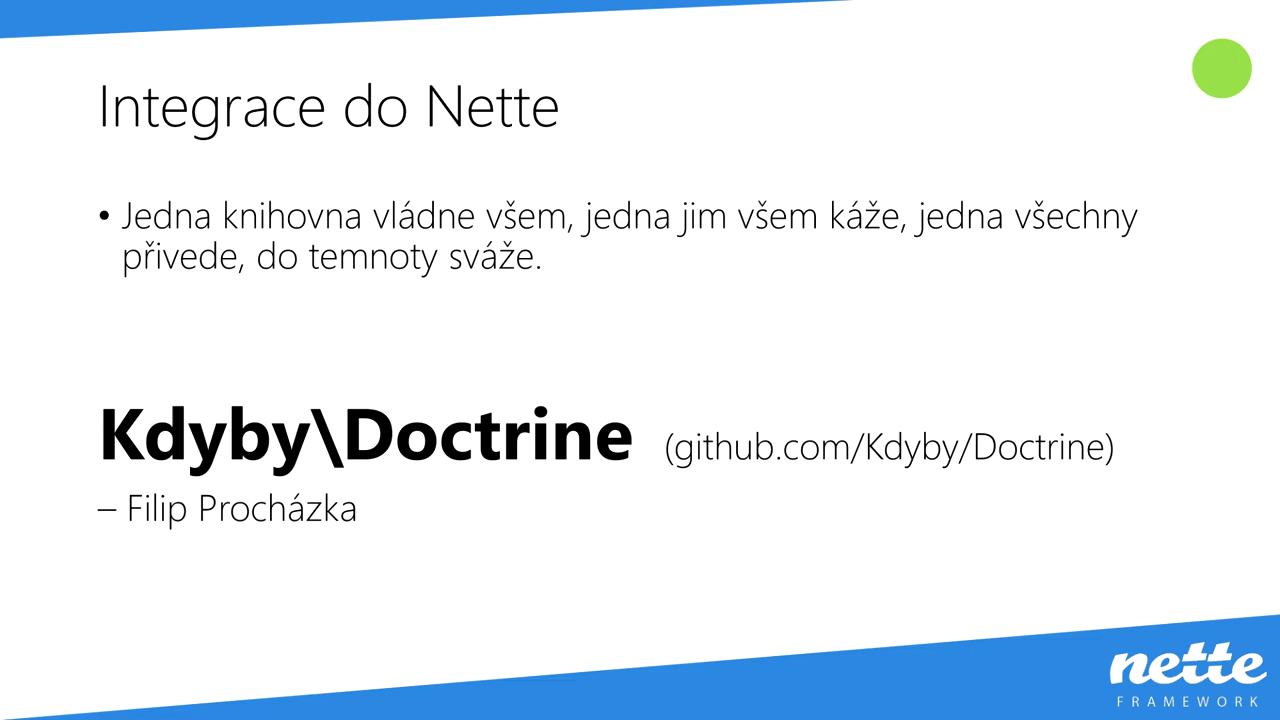 Integrace do Nette
• Jedna knihovna vládne všem, jedna jim všem káže, jedna všechny
přivede, do temnoty sváže.
Kdyby\Doctrine (github.com/Kdyby/Doctrine)
– Filip Procházka
nette
FRAMEWORK